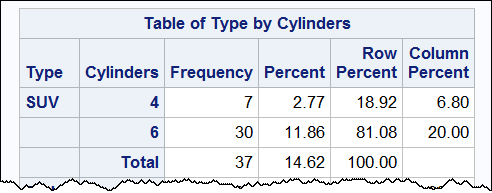 Table of Type by Cylinders
Type Cylinders Frequency Percent Row Percent Column Percent
SUV 4 7 2.77 18.92 6.80
6 30 11.86 81.08 20.00
Total 37 14.62 100.00